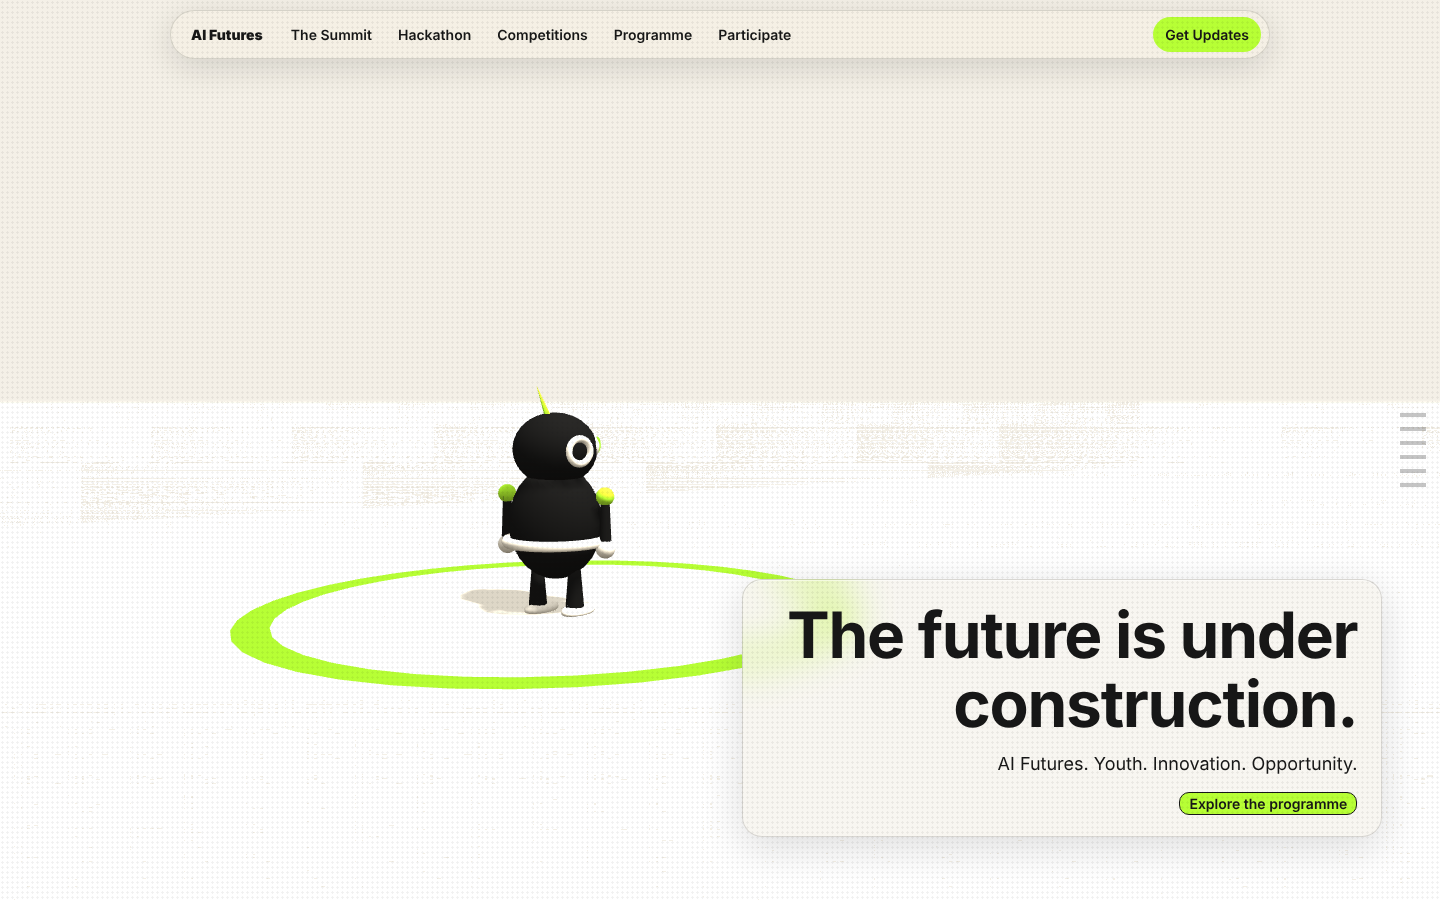 AI Futures The Summit Hackathon Competitions Programme Participate Get Updates
The future is under
construction.
AI Futures. Youth. Innovation. Opportunity.
Explore the programme